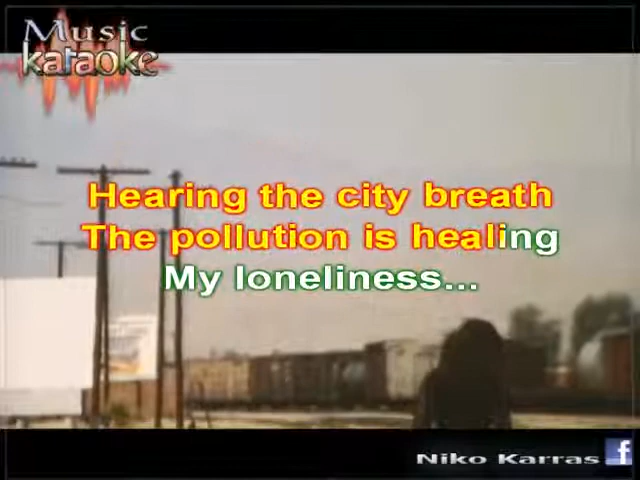 Music
karaoke
Hearing the city breath
The pollution is healing
My loneliness...
Niko Karras f